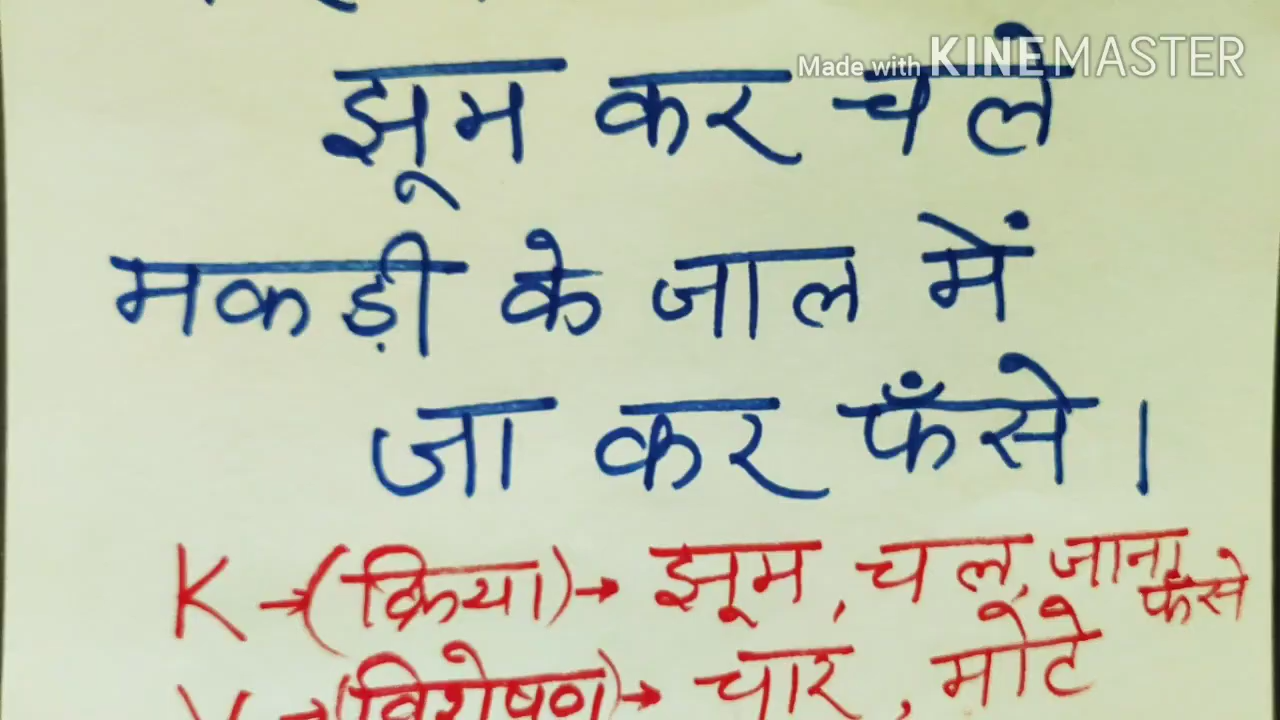 Made with KINEMASTER
झूम कर चले
मकड़ी के जाल में
जा कर फँसे।
K → (क्रिया) → झूम, चल, जाना, फँसे
→ (विशेषण) → चार, मोटे